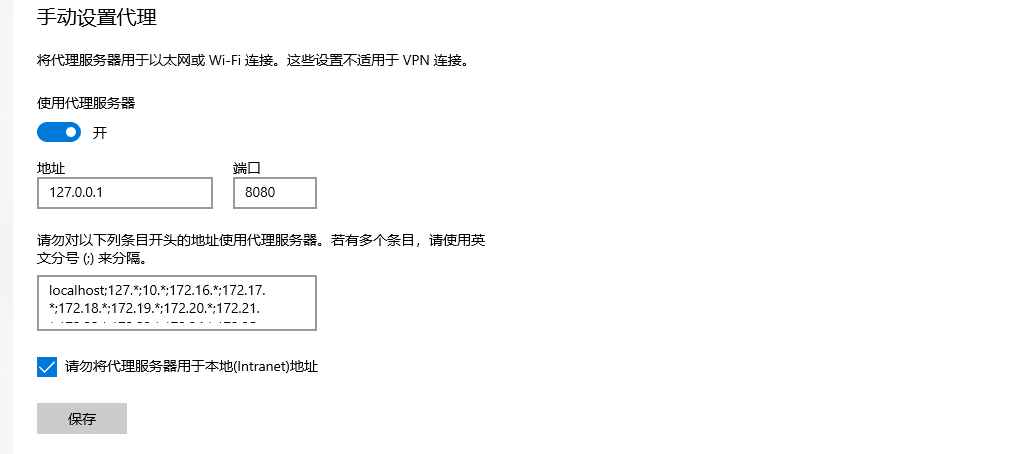 手动设置代理
将代理服务器用于以太网或 Wi-Fi 连接。这些设置不适用于 VPN 连接。
使用代理服务器
开
地址 端口
127.0.0.1 8080
请勿对以下列条目开头的地址使用代理服务器。若有多个条目，请使用英
文分号 (;) 来分隔。
localhost;127.*;10.*;172.16.*;172.17.
*;172.18.*;172.19.*;172.20.*;172.21.
请勿将代理服务器用于本地(Intranet)地址
保存